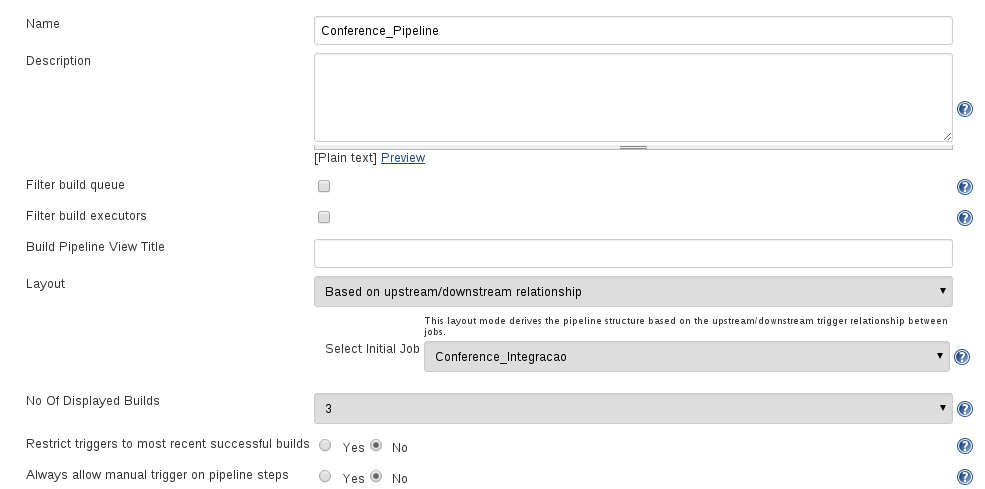 Name
Conference_Pipeline
Description
[Plain text] Preview
Filter build queue
Filter build executors
Build Pipeline View Title
Layout
Based on upstream/downstream relationship
This layout mode derives the pipeline structure based on the upstream/downstream trigger relationship between
jobs.
Select Initial Job
Conference_Integracao
No Of Displayed Builds
3
Restrict triggers to most recent successful builds Yes No
Always allow manual trigger on pipeline steps Yes No